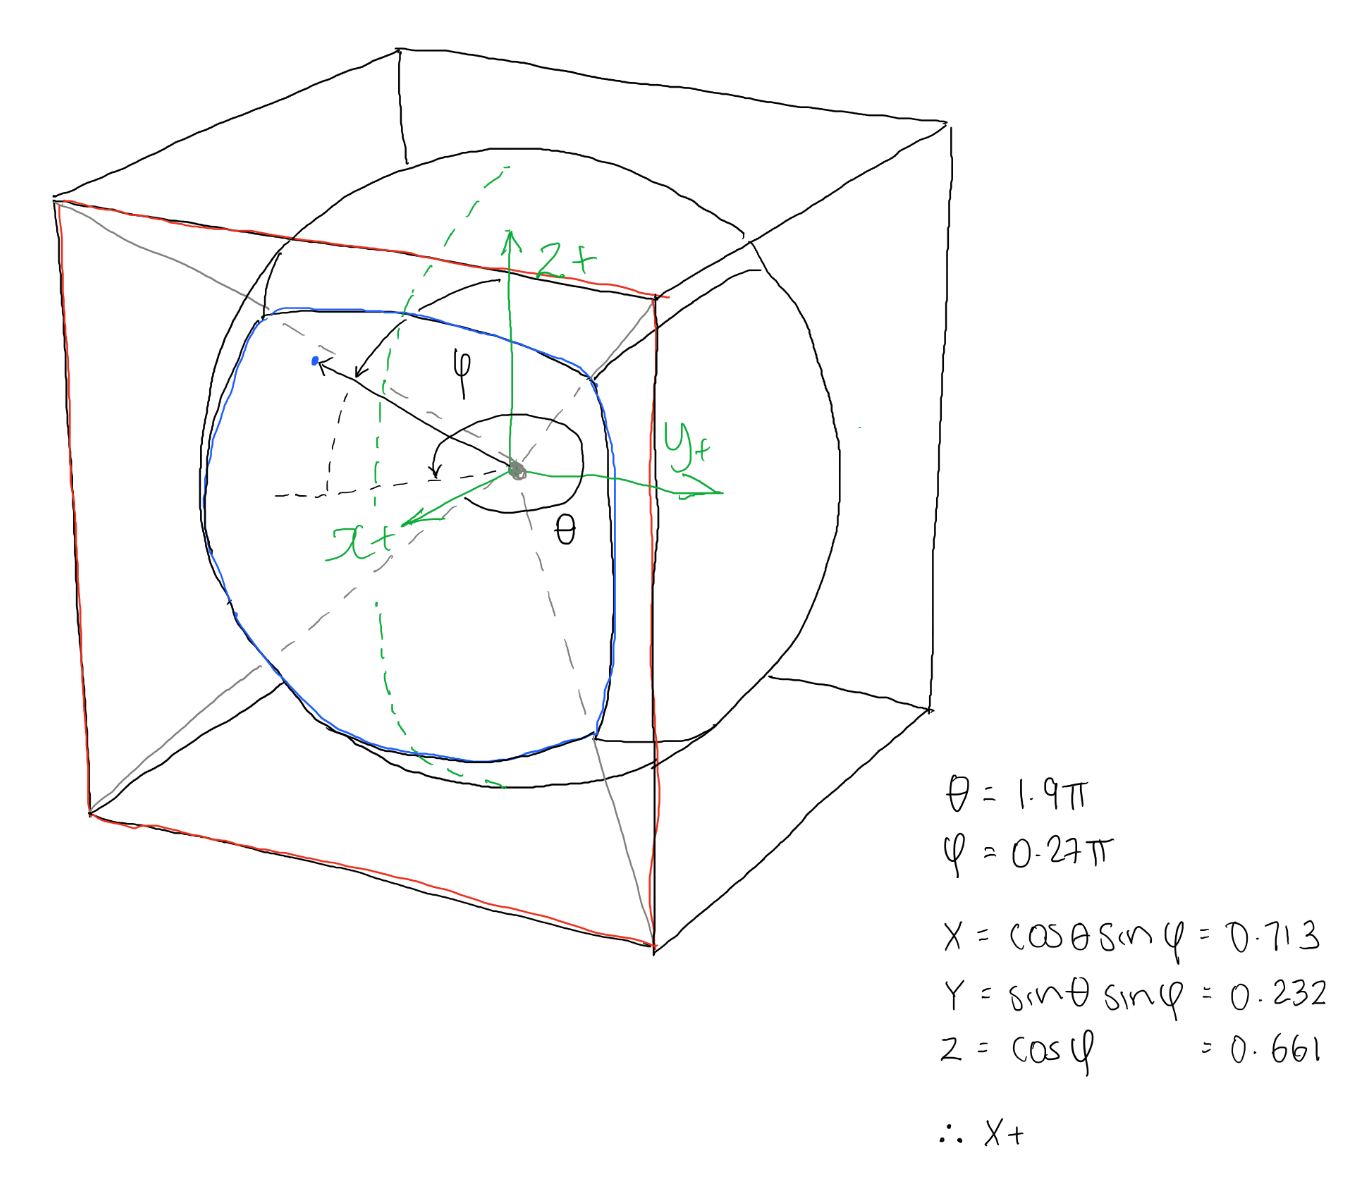 Z+
φ
y+
x+
θ
θ = 1.9π
φ = 0.27π
X = cosθ sinφ = 0.713
Y = sinθ sinφ = 0.232
Z = cosφ = 0.661
∴ X+